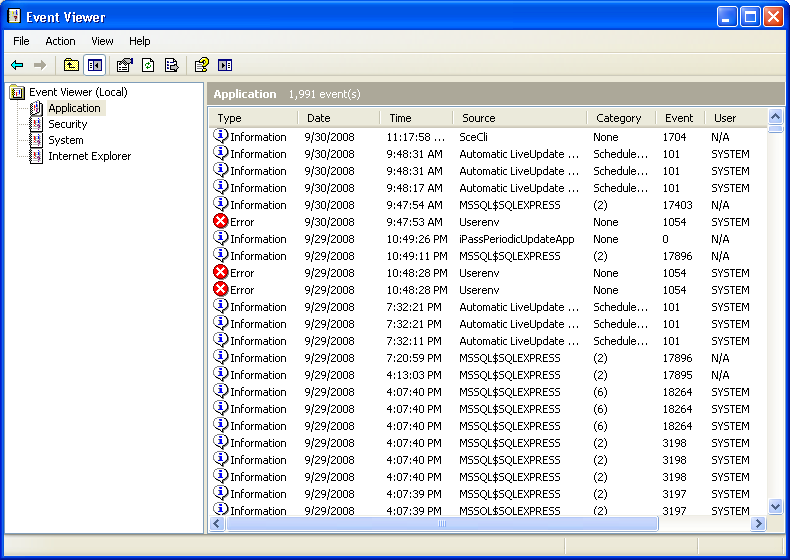 Event Viewer
File Action View Help
Event Viewer (Local)
Application
Security
System
Internet Explorer
Application 1,991 event(s)
Type Date Time Source Category Event User
Information 9/30/2008 11:17:58 ... SceCli None 1704 N/A
Information 9/30/2008 9:48:31 AM Automatic LiveUpdate ... Schedule... 101 SYSTEM
Information 9/30/2008 9:48:31 AM Automatic LiveUpdate ... Schedule... 101 SYSTEM
Information 9/30/2008 9:48:17 AM Automatic LiveUpdate ... Schedule... 101 SYSTEM
Information 9/30/2008 9:47:54 AM MSSQL$SQLEXPRESS (2) 17403 N/A
Error 9/30/2008 9:47:53 AM Userenv None 1054 SYSTEM
Information 9/29/2008 10:49:26 PM iPassPeriodicUpdateApp None 0 N/A
Information 9/29/2008 10:49:11 PM MSSQL$SQLEXPRESS (2) 17896 N/A
Error 9/29/2008 10:48:28 PM Userenv None 1054 SYSTEM
Error 9/29/2008 10:48:28 PM Userenv None 1054 SYSTEM
Information 9/29/2008 7:32:21 PM Automatic LiveUpdate ... Schedule... 101 SYSTEM
Information 9/29/2008 7:32:21 PM Automatic LiveUpdate ... Schedule... 101 SYSTEM
Information 9/29/2008 7:32:11 PM Automatic LiveUpdate ... Schedule... 101 SYSTEM
Information 9/29/2008 7:20:59 PM MSSQL$SQLEXPRESS (2) 17896 N/A
Information 9/29/2008 4:13:03 PM MSSQL$SQLEXPRESS (2) 17895 N/A
Information 9/29/2008 4:07:40 PM MSSQL$SQLEXPRESS (6) 18264 SYSTEM
Information 9/29/2008 4:07:40 PM MSSQL$SQLEXPRESS (6) 18264 SYSTEM
Information 9/29/2008 4:07:40 PM MSSQL$SQLEXPRESS (6) 18264 SYSTEM
Information 9/29/2008 4:07:40 PM MSSQL$SQLEXPRESS (2) 3198 SYSTEM
Information 9/29/2008 4:07:40 PM MSSQL$SQLEXPRESS (2) 3198 SYSTEM
Information 9/29/2008 4:07:40 PM MSSQL$SQLEXPRESS (2) 3198 SYSTEM
Information 9/29/2008 4:07:39 PM MSSQL$SQLEXPRESS (2) 3197 SYSTEM
Information 9/29/2008 4:07:39 PM MSSQL$SQLEXPRESS (2) 3197 SYSTEM